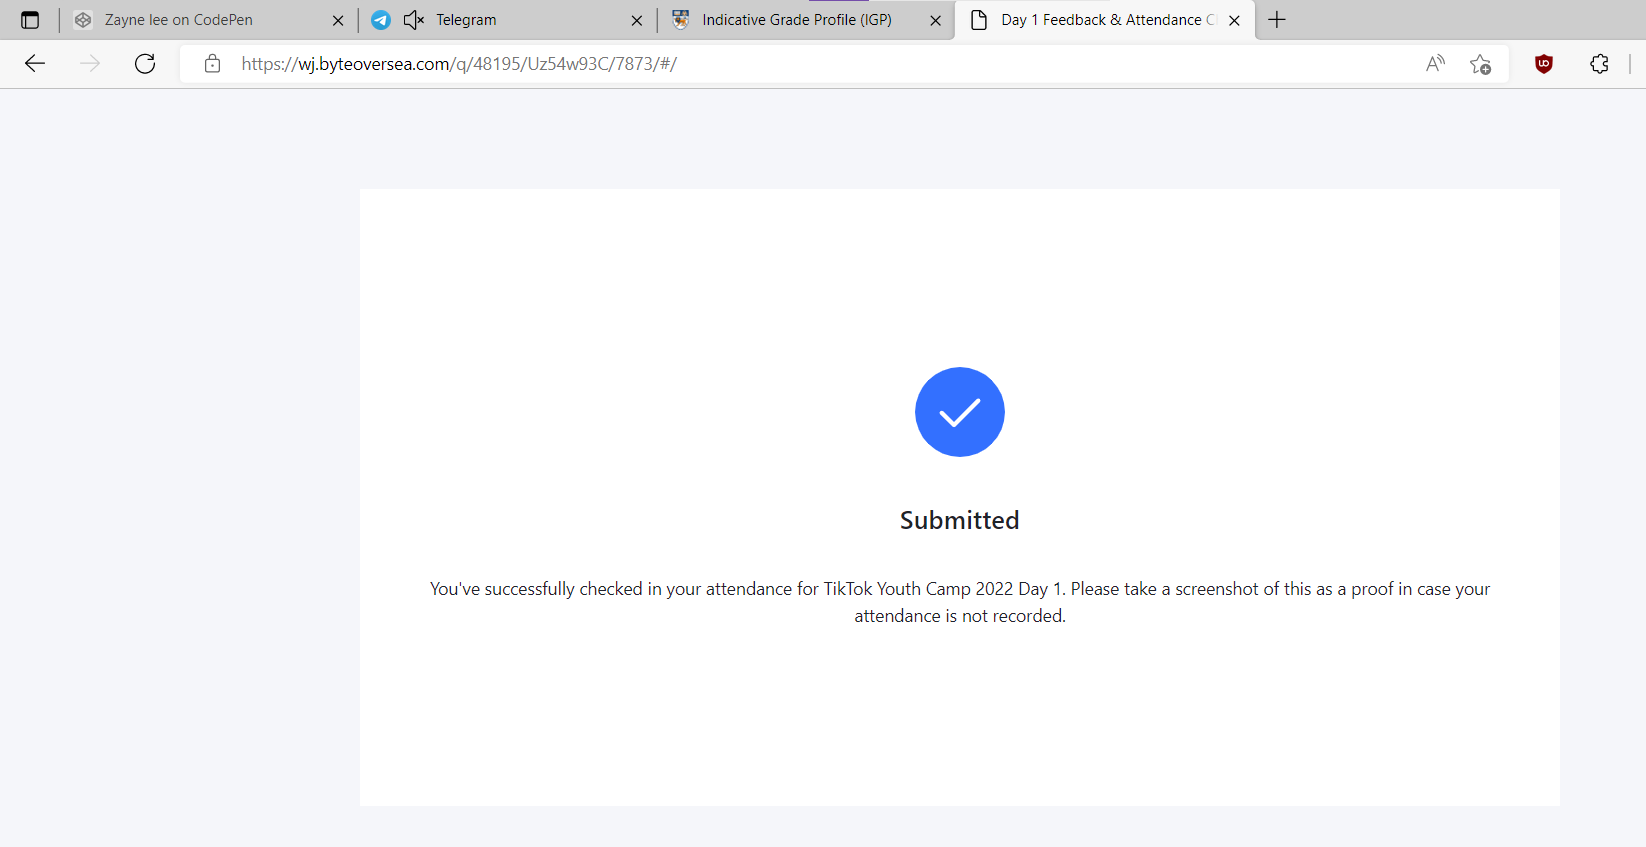 Zayne lee on CodePen
Telegram
Indicative Grade Profile (IGP)
Day 1 Feedback & Attendance C
https://wj.byteoversea.com/q/48195/Uz54w93C/7873/#/
Submitted
You've successfully checked in your attendance for TikTok Youth Camp 2022 Day 1. Please take a screenshot of this as a proof in case your
attendance is not recorded.